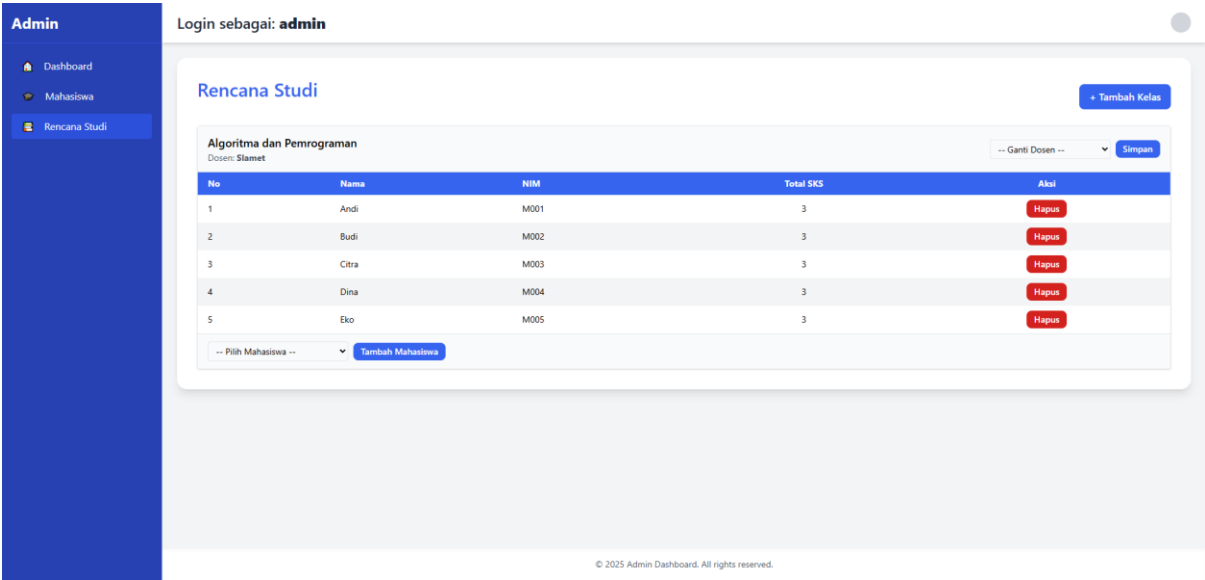 Admin
Login sebagai: admin
Dashboard
Mahasiswa
Rencana Studi
Rencana Studi
+ Tambah Kelas
Algoritma dan Pemrograman
Dosen: Slamet
-- Ganti Dosen --
Simpan
No Nama NIM Total SKS Aksi
1 Andi M001 3 Hapus
2 Budi M002 3 Hapus
3 Citra M003 3 Hapus
4 Dina M004 3 Hapus
5 Eko M005 3 Hapus
-- Pilih Mahasiswa --
Tambah Mahasiswa
© 2025 Admin Dashboard. All rights reserved.